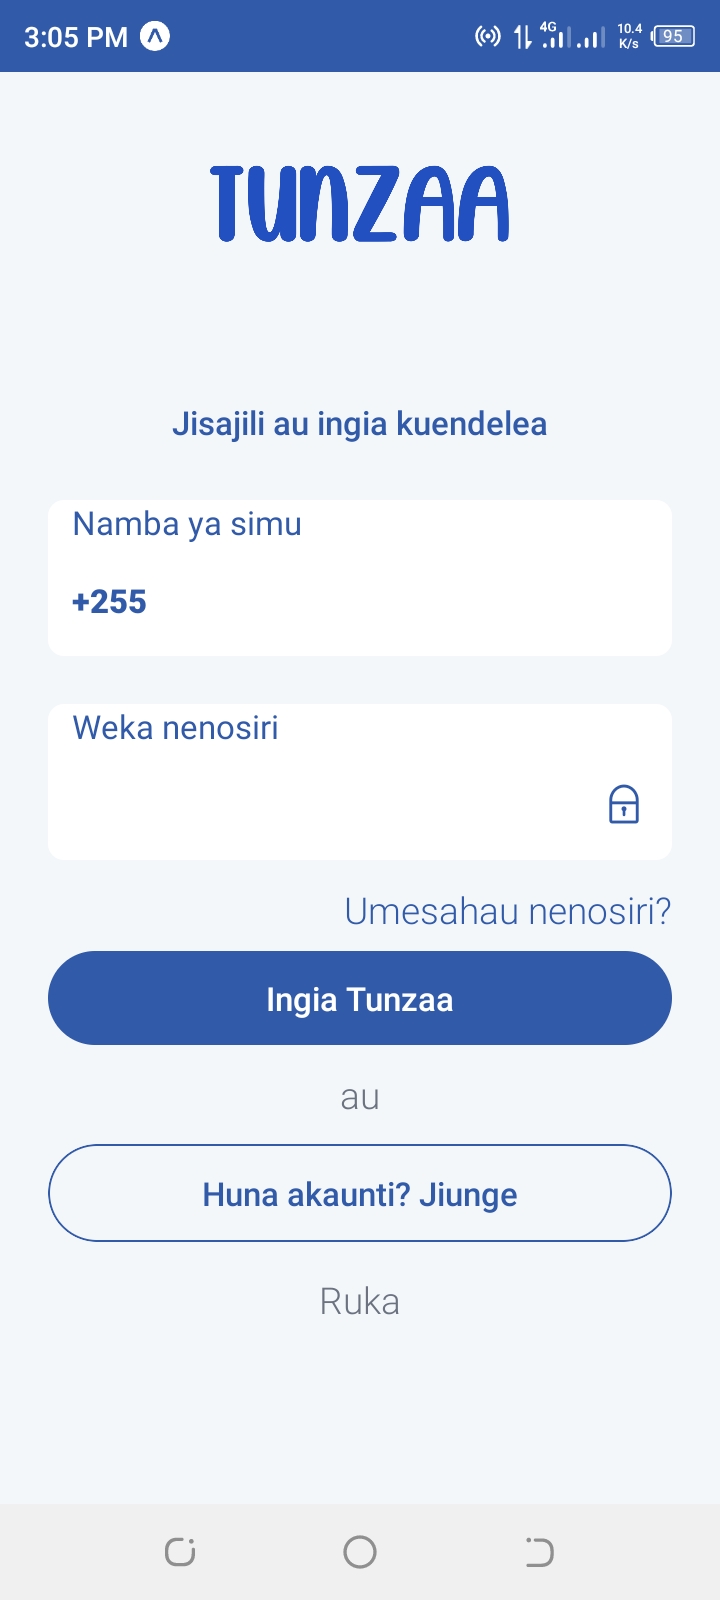 3:05 PM
4G
10.4
K/s
95
TUNZAA
Jisajili au ingia kuendelea
Namba ya simu
+255
Weka nenosiri
Umesahau nenosiri?
Ingia Tunzaa
au
Huna akaunti? Jiunge
Ruka